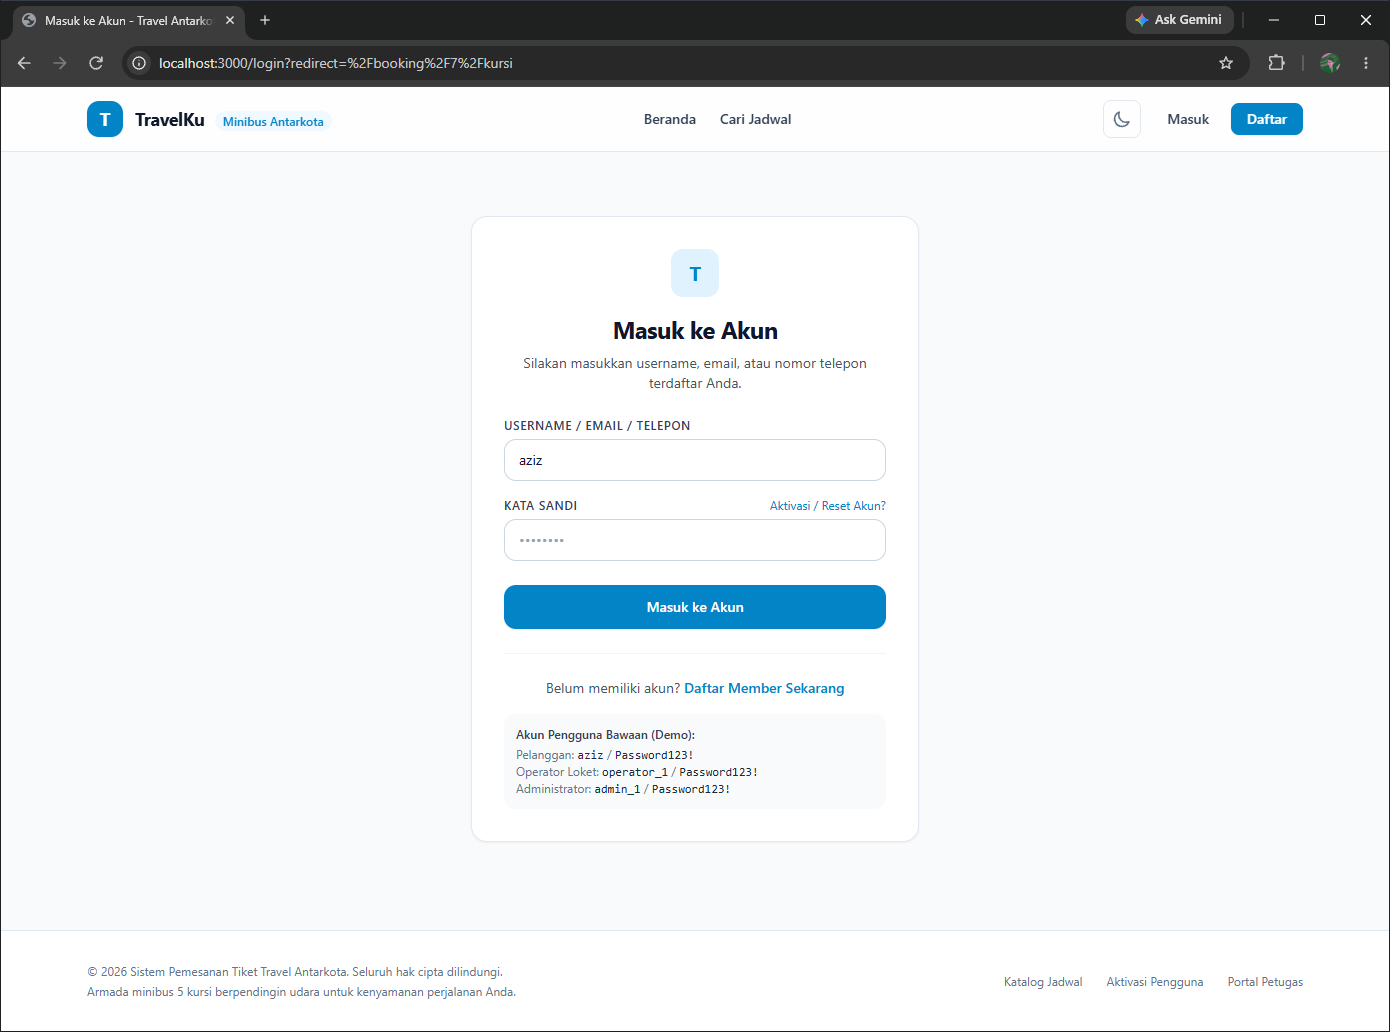 Masuk ke Akun - Travel Antarko
Ask Gemini
localhost:3000/login?redirect=%2Fbooking%2F7%2Fkursi
T
TravelKu
Minibus Antarkota
Beranda
Cari Jadwal
Masuk
Daftar
T
Masuk ke Akun
Silakan masukkan username, email, atau nomor telepon
terdaftar Anda.
USERNAME / EMAIL / TELEPON
aziz
KATA SANDI
Aktivasi / Reset Akun?
••••••••
Masuk ke Akun
Belum memiliki akun? Daftar Member Sekarang
Akun Pengguna Bawaan (Demo):
Pelanggan: aziz / Password123!
Operator Loket: operator_1 / Password123!
Administrator: admin_1 / Password123!
© 2026 Sistem Pemesanan Tiket Travel Antarkota. Seluruh hak cipta dilindungi.
Armada minibus 5 kursi berpendingin udara untuk kenyamanan perjalanan Anda.
Katalog Jadwal
Aktivasi Pengguna
Portal Petugas